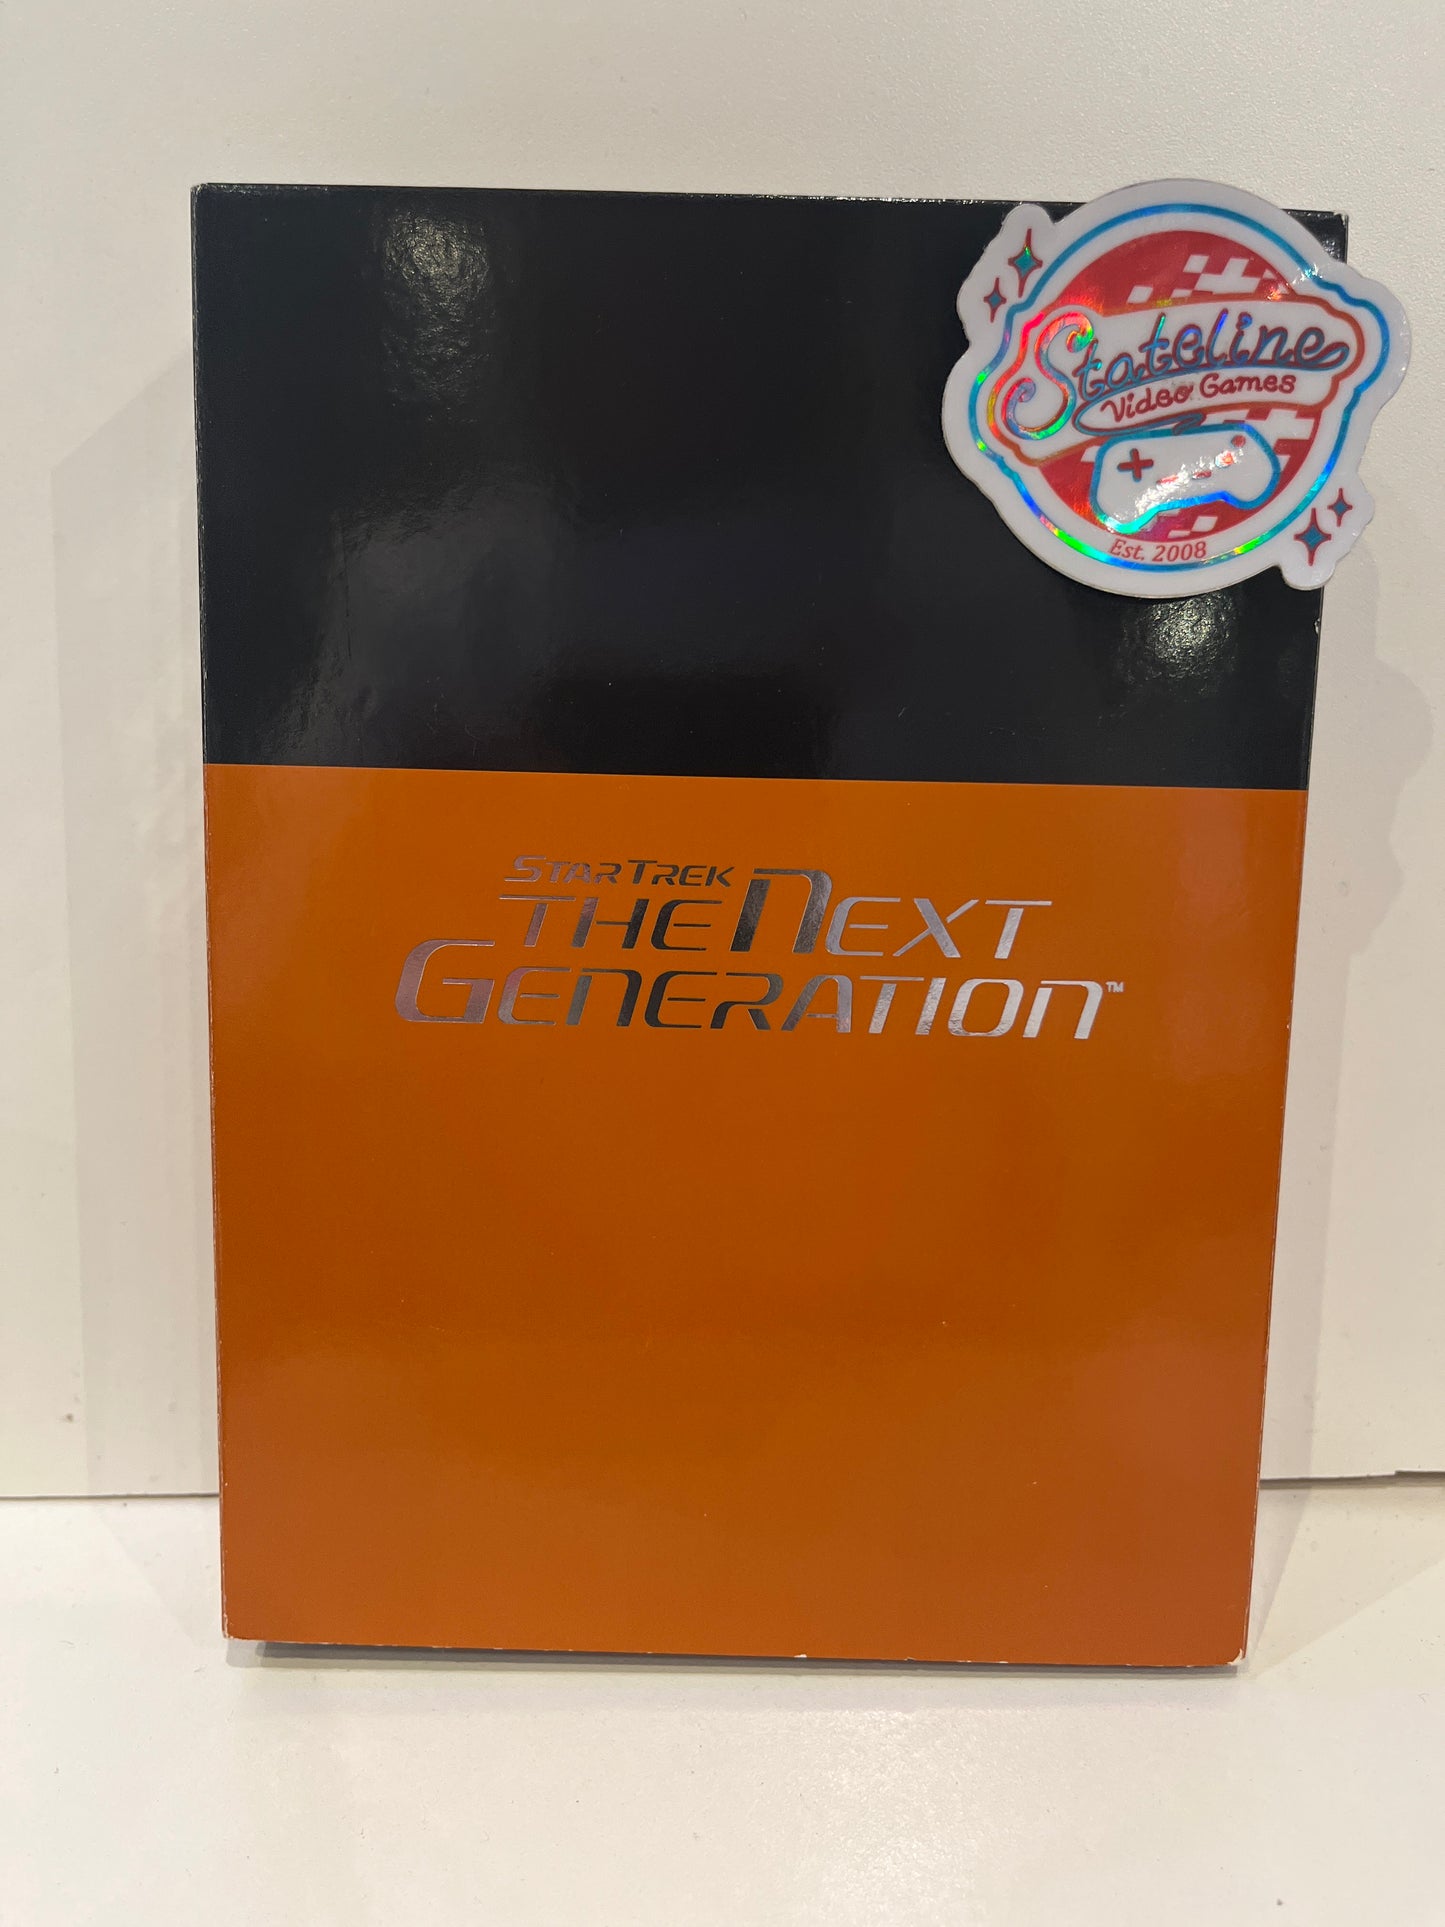 Stateline
Video Games
Est. 2008
STAR TREK
THE NEXT
GENERATION™